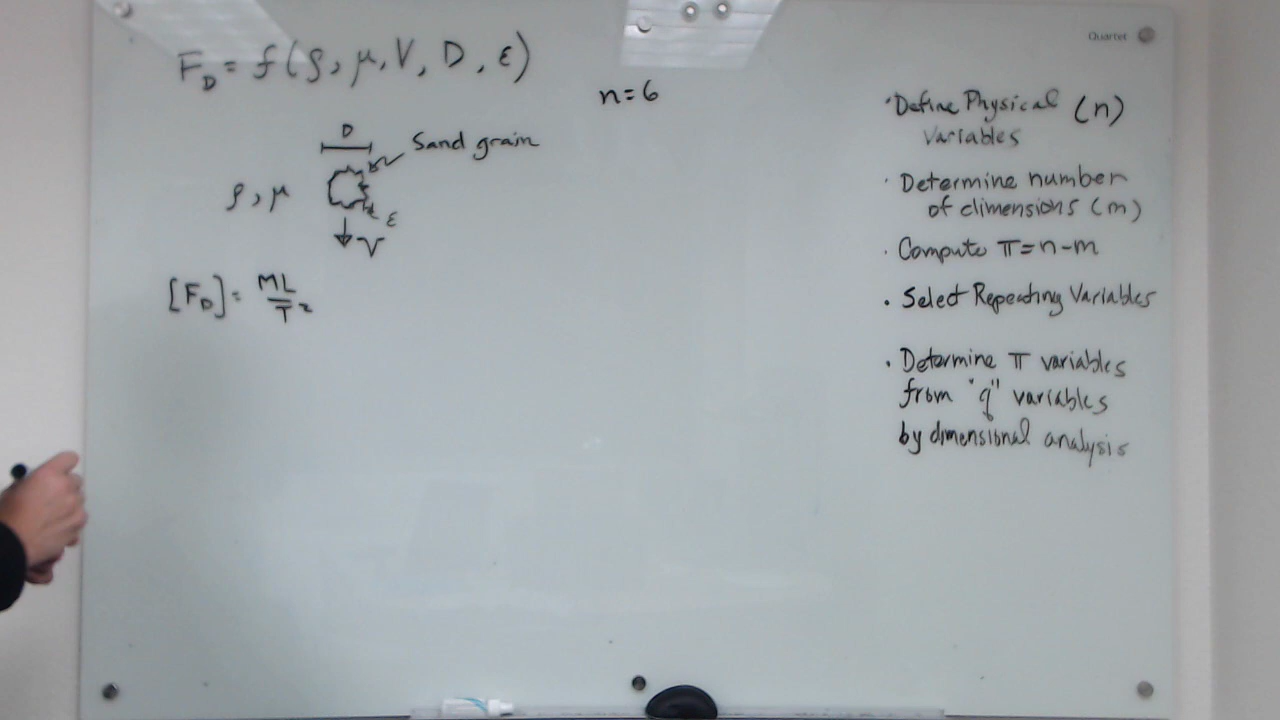 F_D = f(ρ, μ, V, D, ε)
n=6
D
Sand grain
ρ, μ
ε
V
[F_D] = ML/T²
Quartet
· Define Physical (n)
Variables
· Determine number
of dimensions (m)
· Compute π=n-m
· Select Repeating Variables
· Determine π variables
from "q" variables
by dimensional analysis